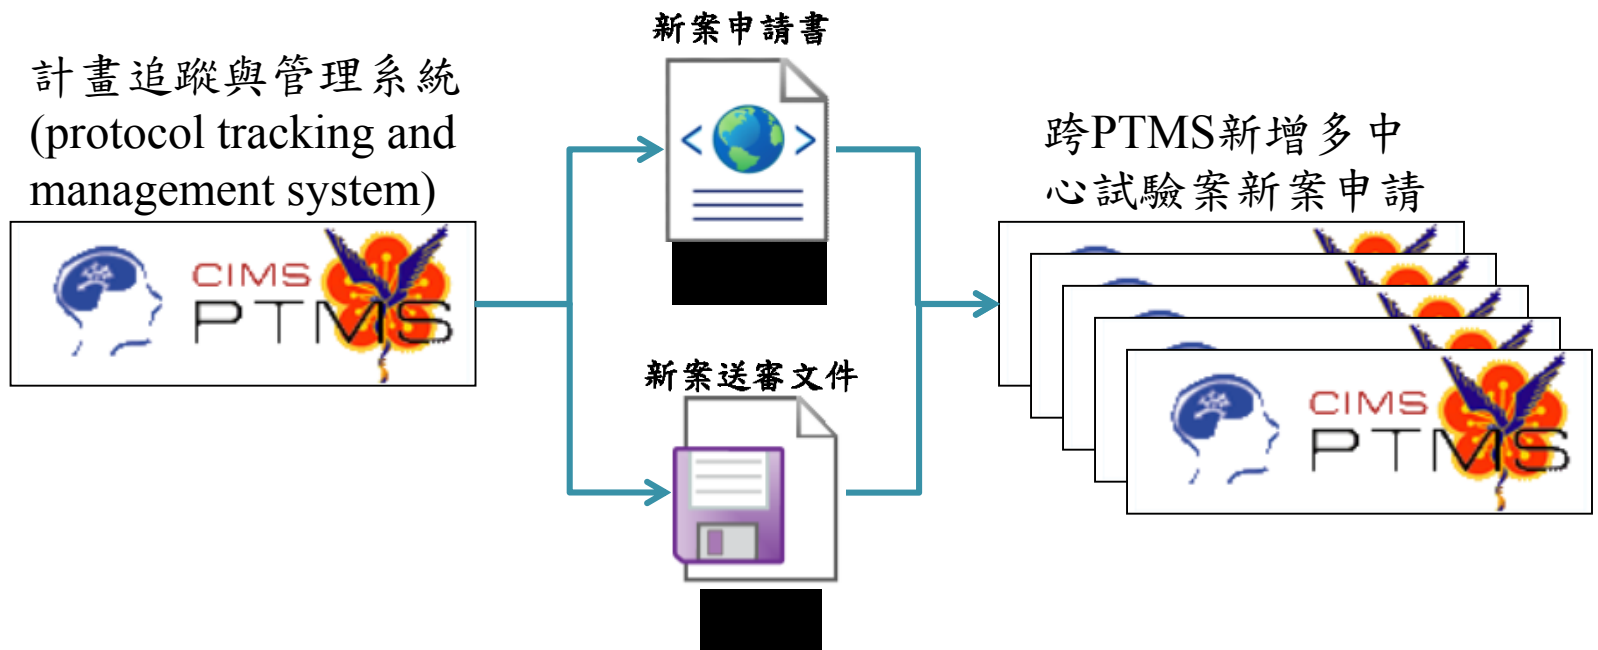 新案申請書
計畫追蹤與管理系統
(protocol tracking and
management system)
CIMS
PTMS
新案送審文件
跨PTMS新增多中
心試驗案新案申請
CIMS
PTMS